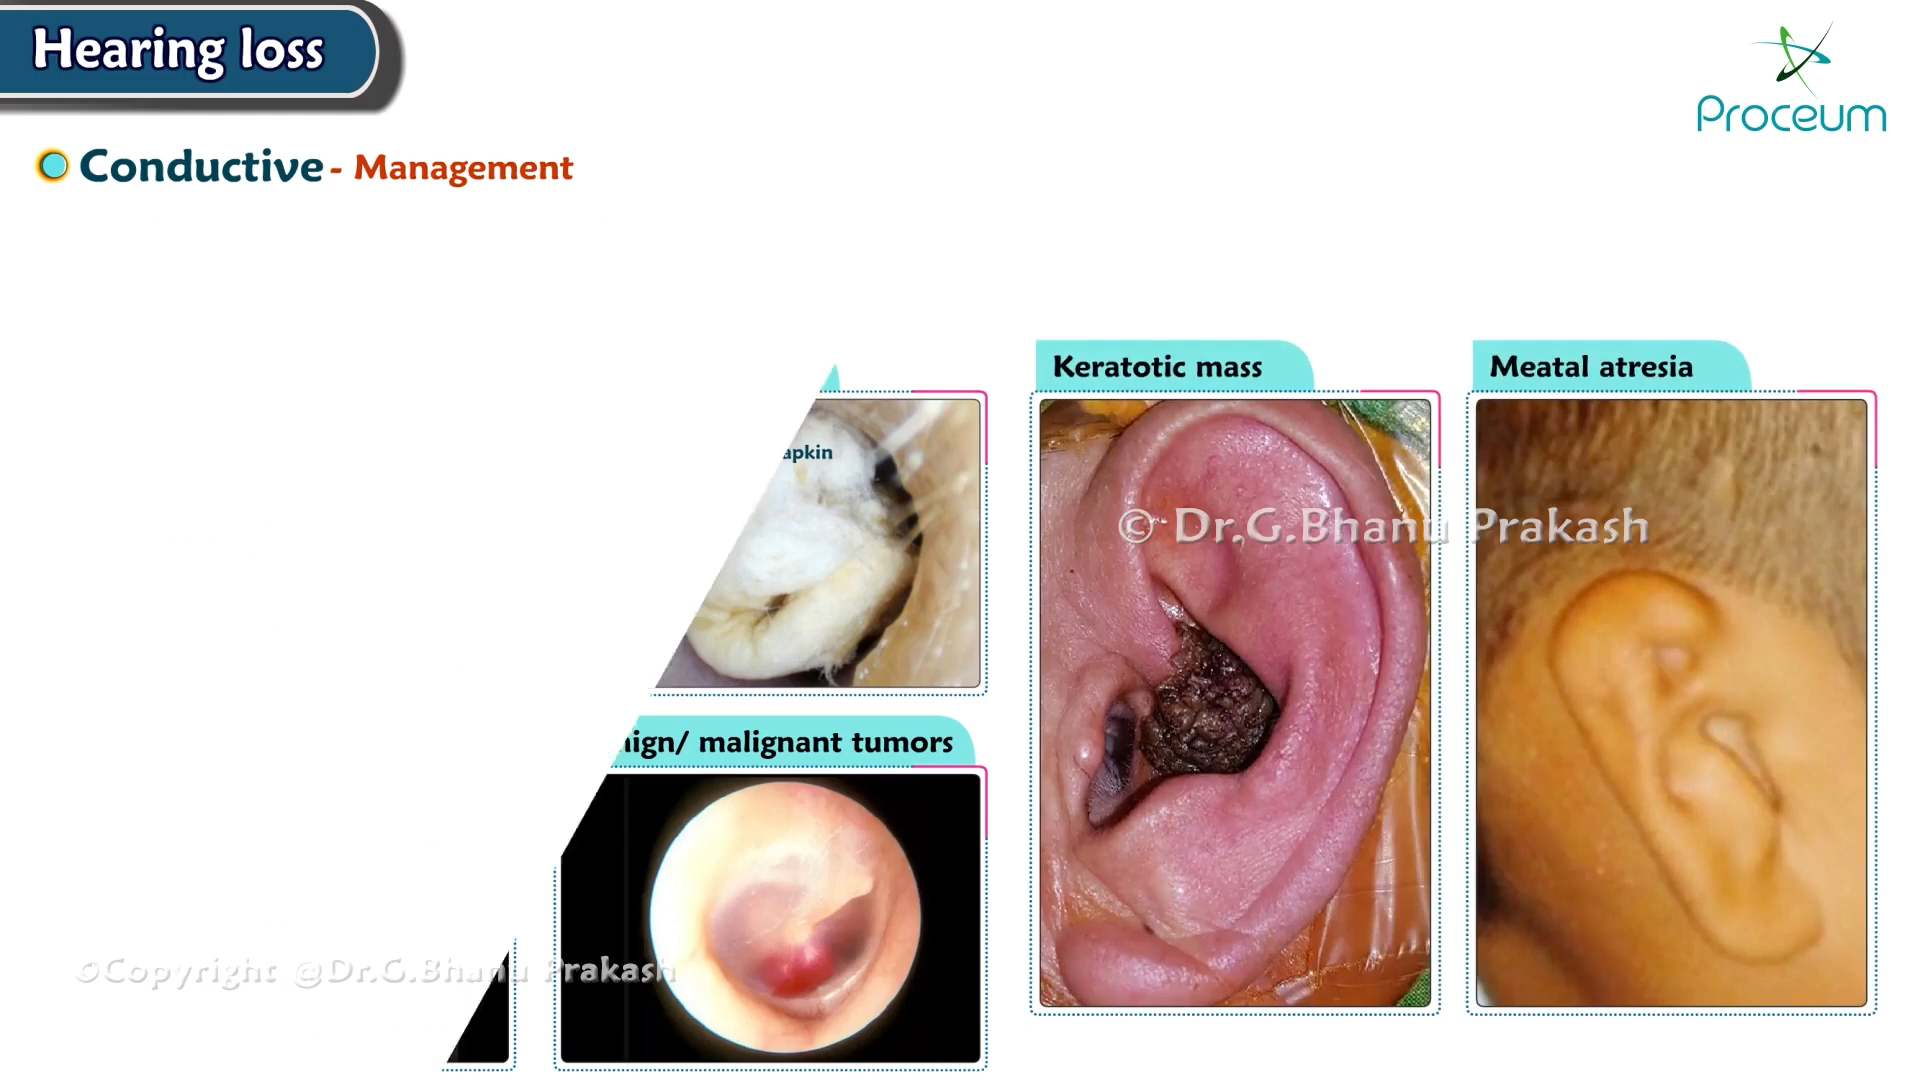 Hearing loss
Proceum
Conductive - Management
Keratotic mass
Meatal atresia
apkin
© Dr.G.Bhanu Prakash
nign/ malignant tumors
©Copyright @Dr.G.Bhanu Prakash